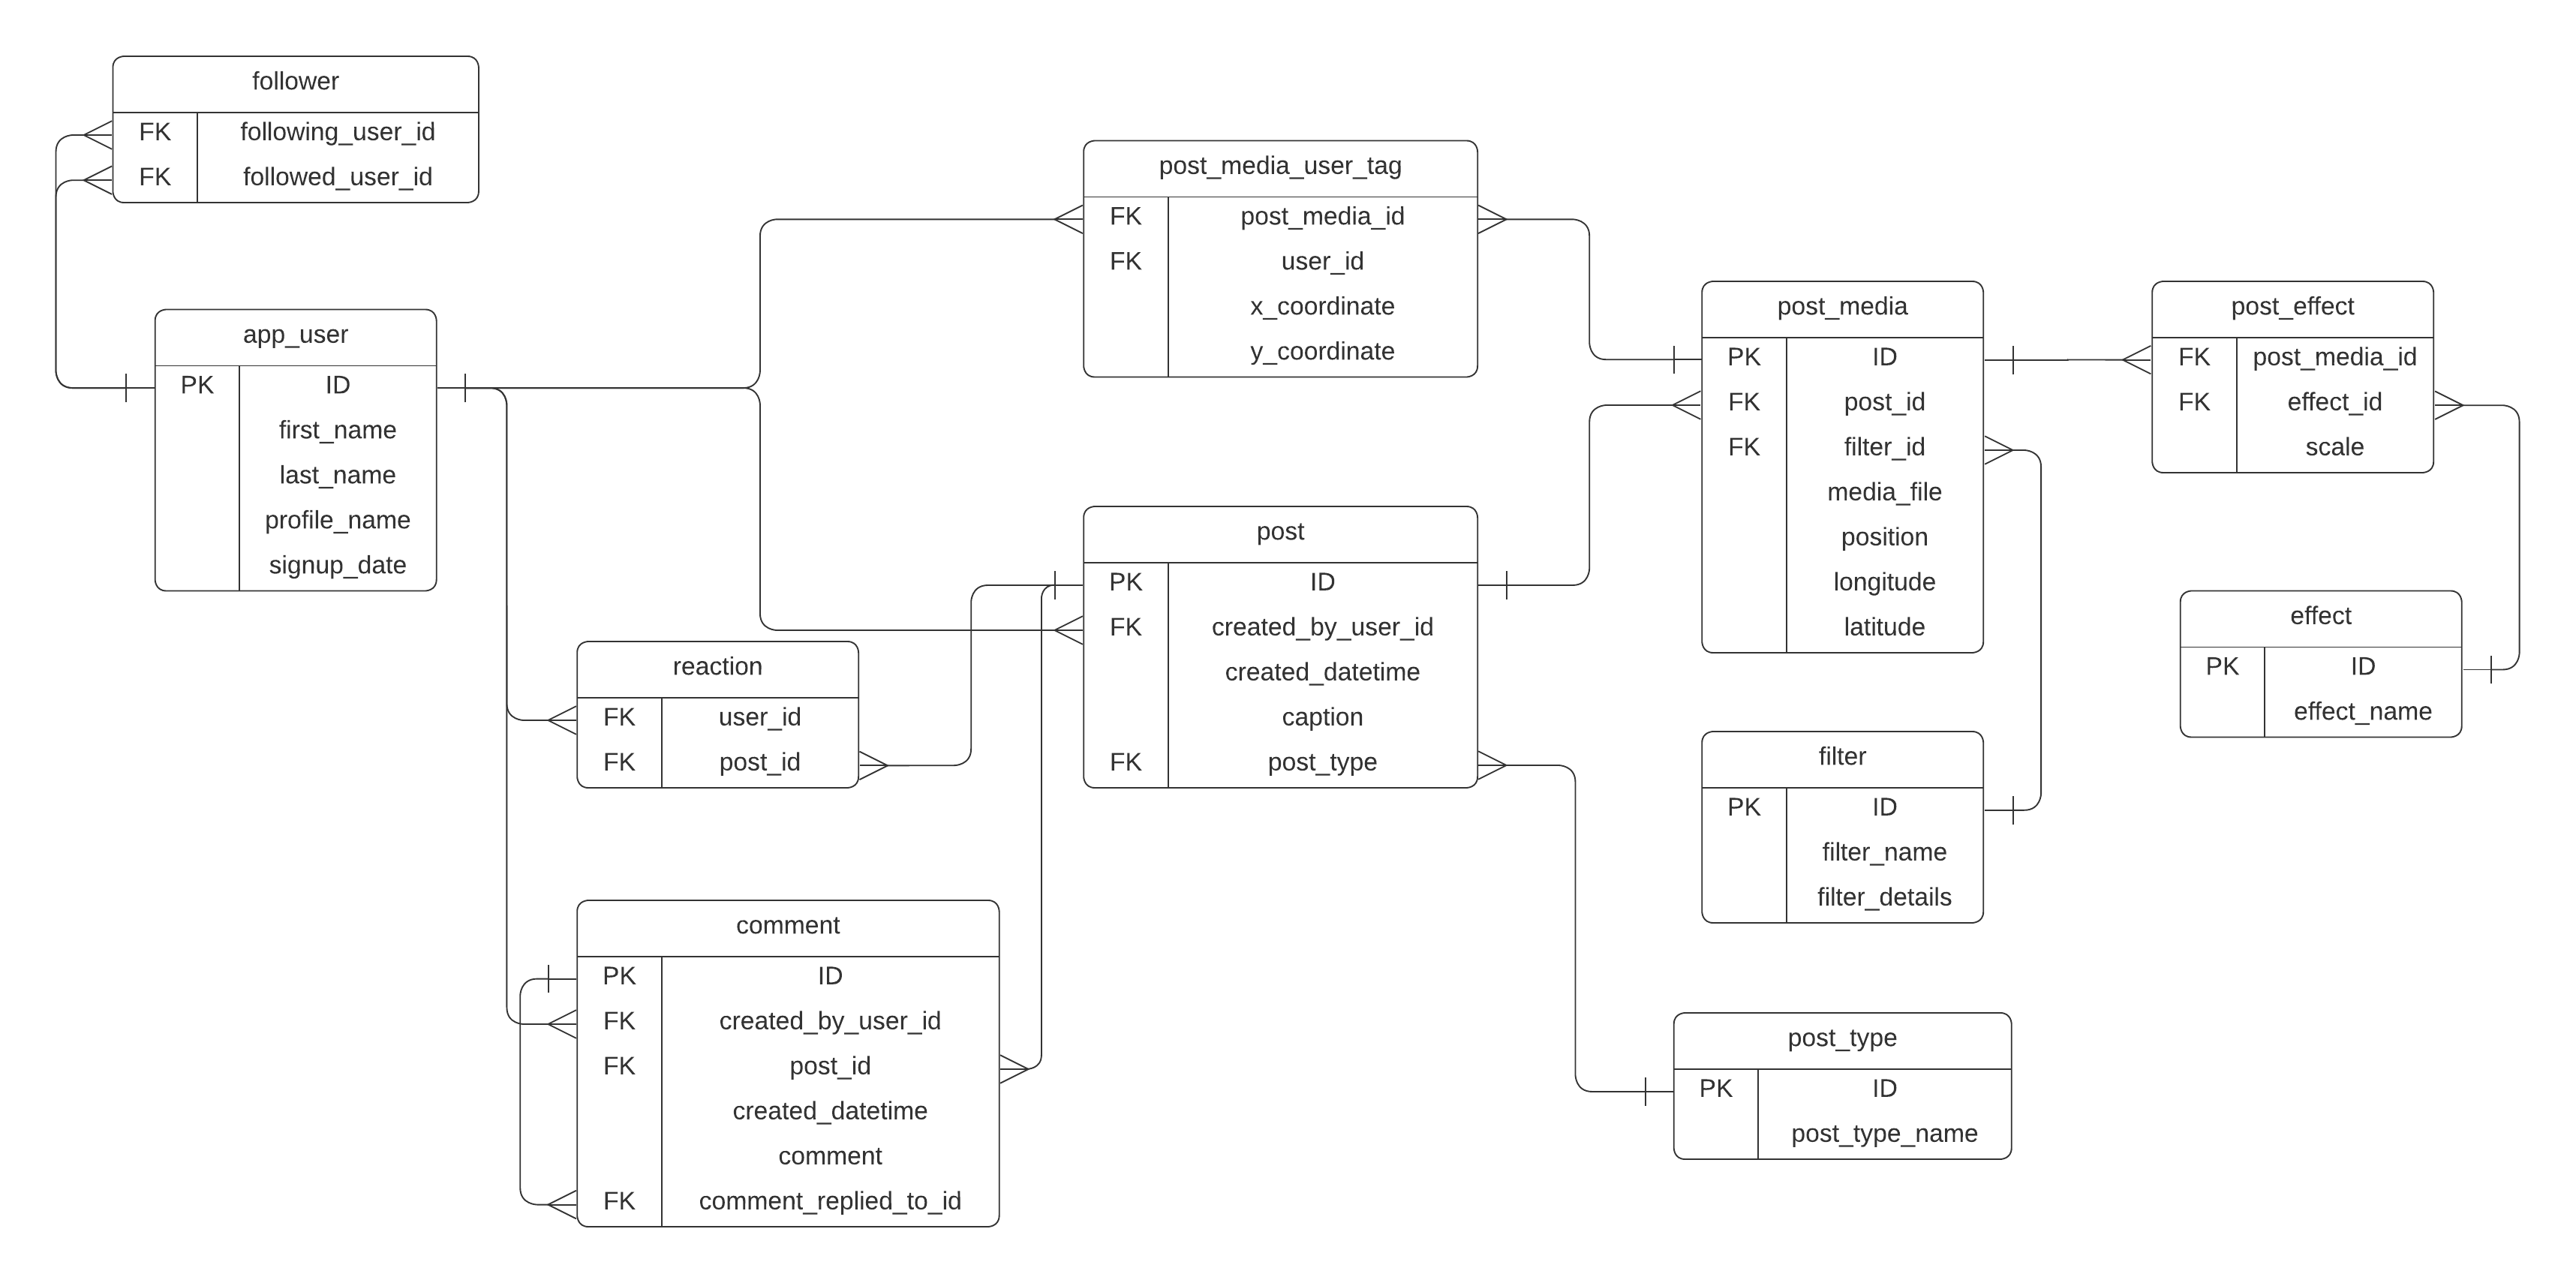 follower
FK following_user_id
FK followed_user_id
app_user
PK ID
first_name
last_name
profile_name
signup_date
post_media_user_tag
FK post_media_id
FK user_id
x_coordinate
y_coordinate
post
PK ID
FK created_by_user_id
created_datetime
caption
FK post_type
reaction
FK user_id
FK post_id
comment
PK ID
FK created_by_user_id
FK post_id
created_datetime
comment
FK comment_replied_to_id
post_media
PK ID
FK post_id
FK filter_id
media_file
position
longitude
latitude
post_effect
FK post_media_id
FK effect_id
scale
effect
PK ID
effect_name
filter
PK ID
filter_name
filter_details
post_type
PK ID
post_type_name